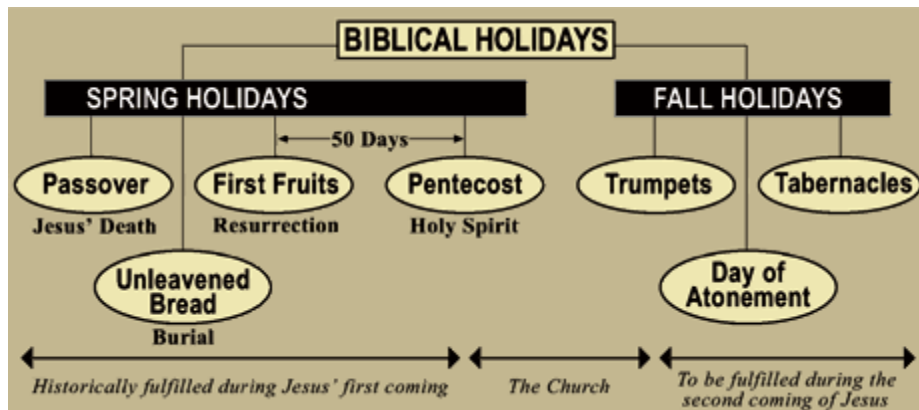 BIBLICAL HOLIDAYS
SPRING HOLIDAYS
FALL HOLIDAYS
50 Days
Passover
First Fruits
Pentecost
Trumpets
Tabernacles
Jesus' Death
Resurrection
Holy Spirit
Unleavened
Bread
Burial
Day of
Atonement
Historically fulfilled during Jesus' first coming
The Church
To be fulfilled during the
second coming of Jesus